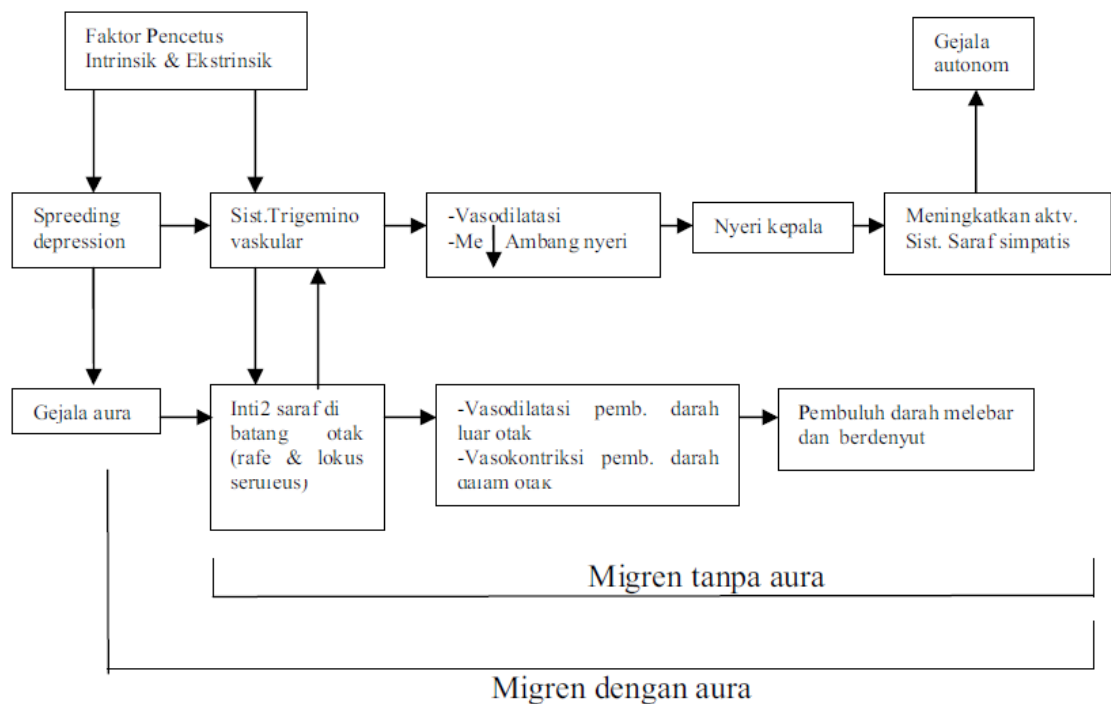 Faktor Pencetus
Intrinsik & Ekstrinsik
Gejala
autonom
Spreeding
depression
Sist.Trigemino
vaskular
-Vasodilatasi
-Me Ambang nyeri
Nyeri kepala
Meningkatkan aktv.
Sist. Saraf simpatis
Gejala aura
Inti2 saraf di
batang otak
(rafe & lokus
seruleus)
-Vasodilatasi pemb. darah
luar otak
-Vasokontriksi pemb. darah
dalam otak
Pembuluh darah melebar
dan berdenyut
Migren tanpa aura
Migren dengan aura